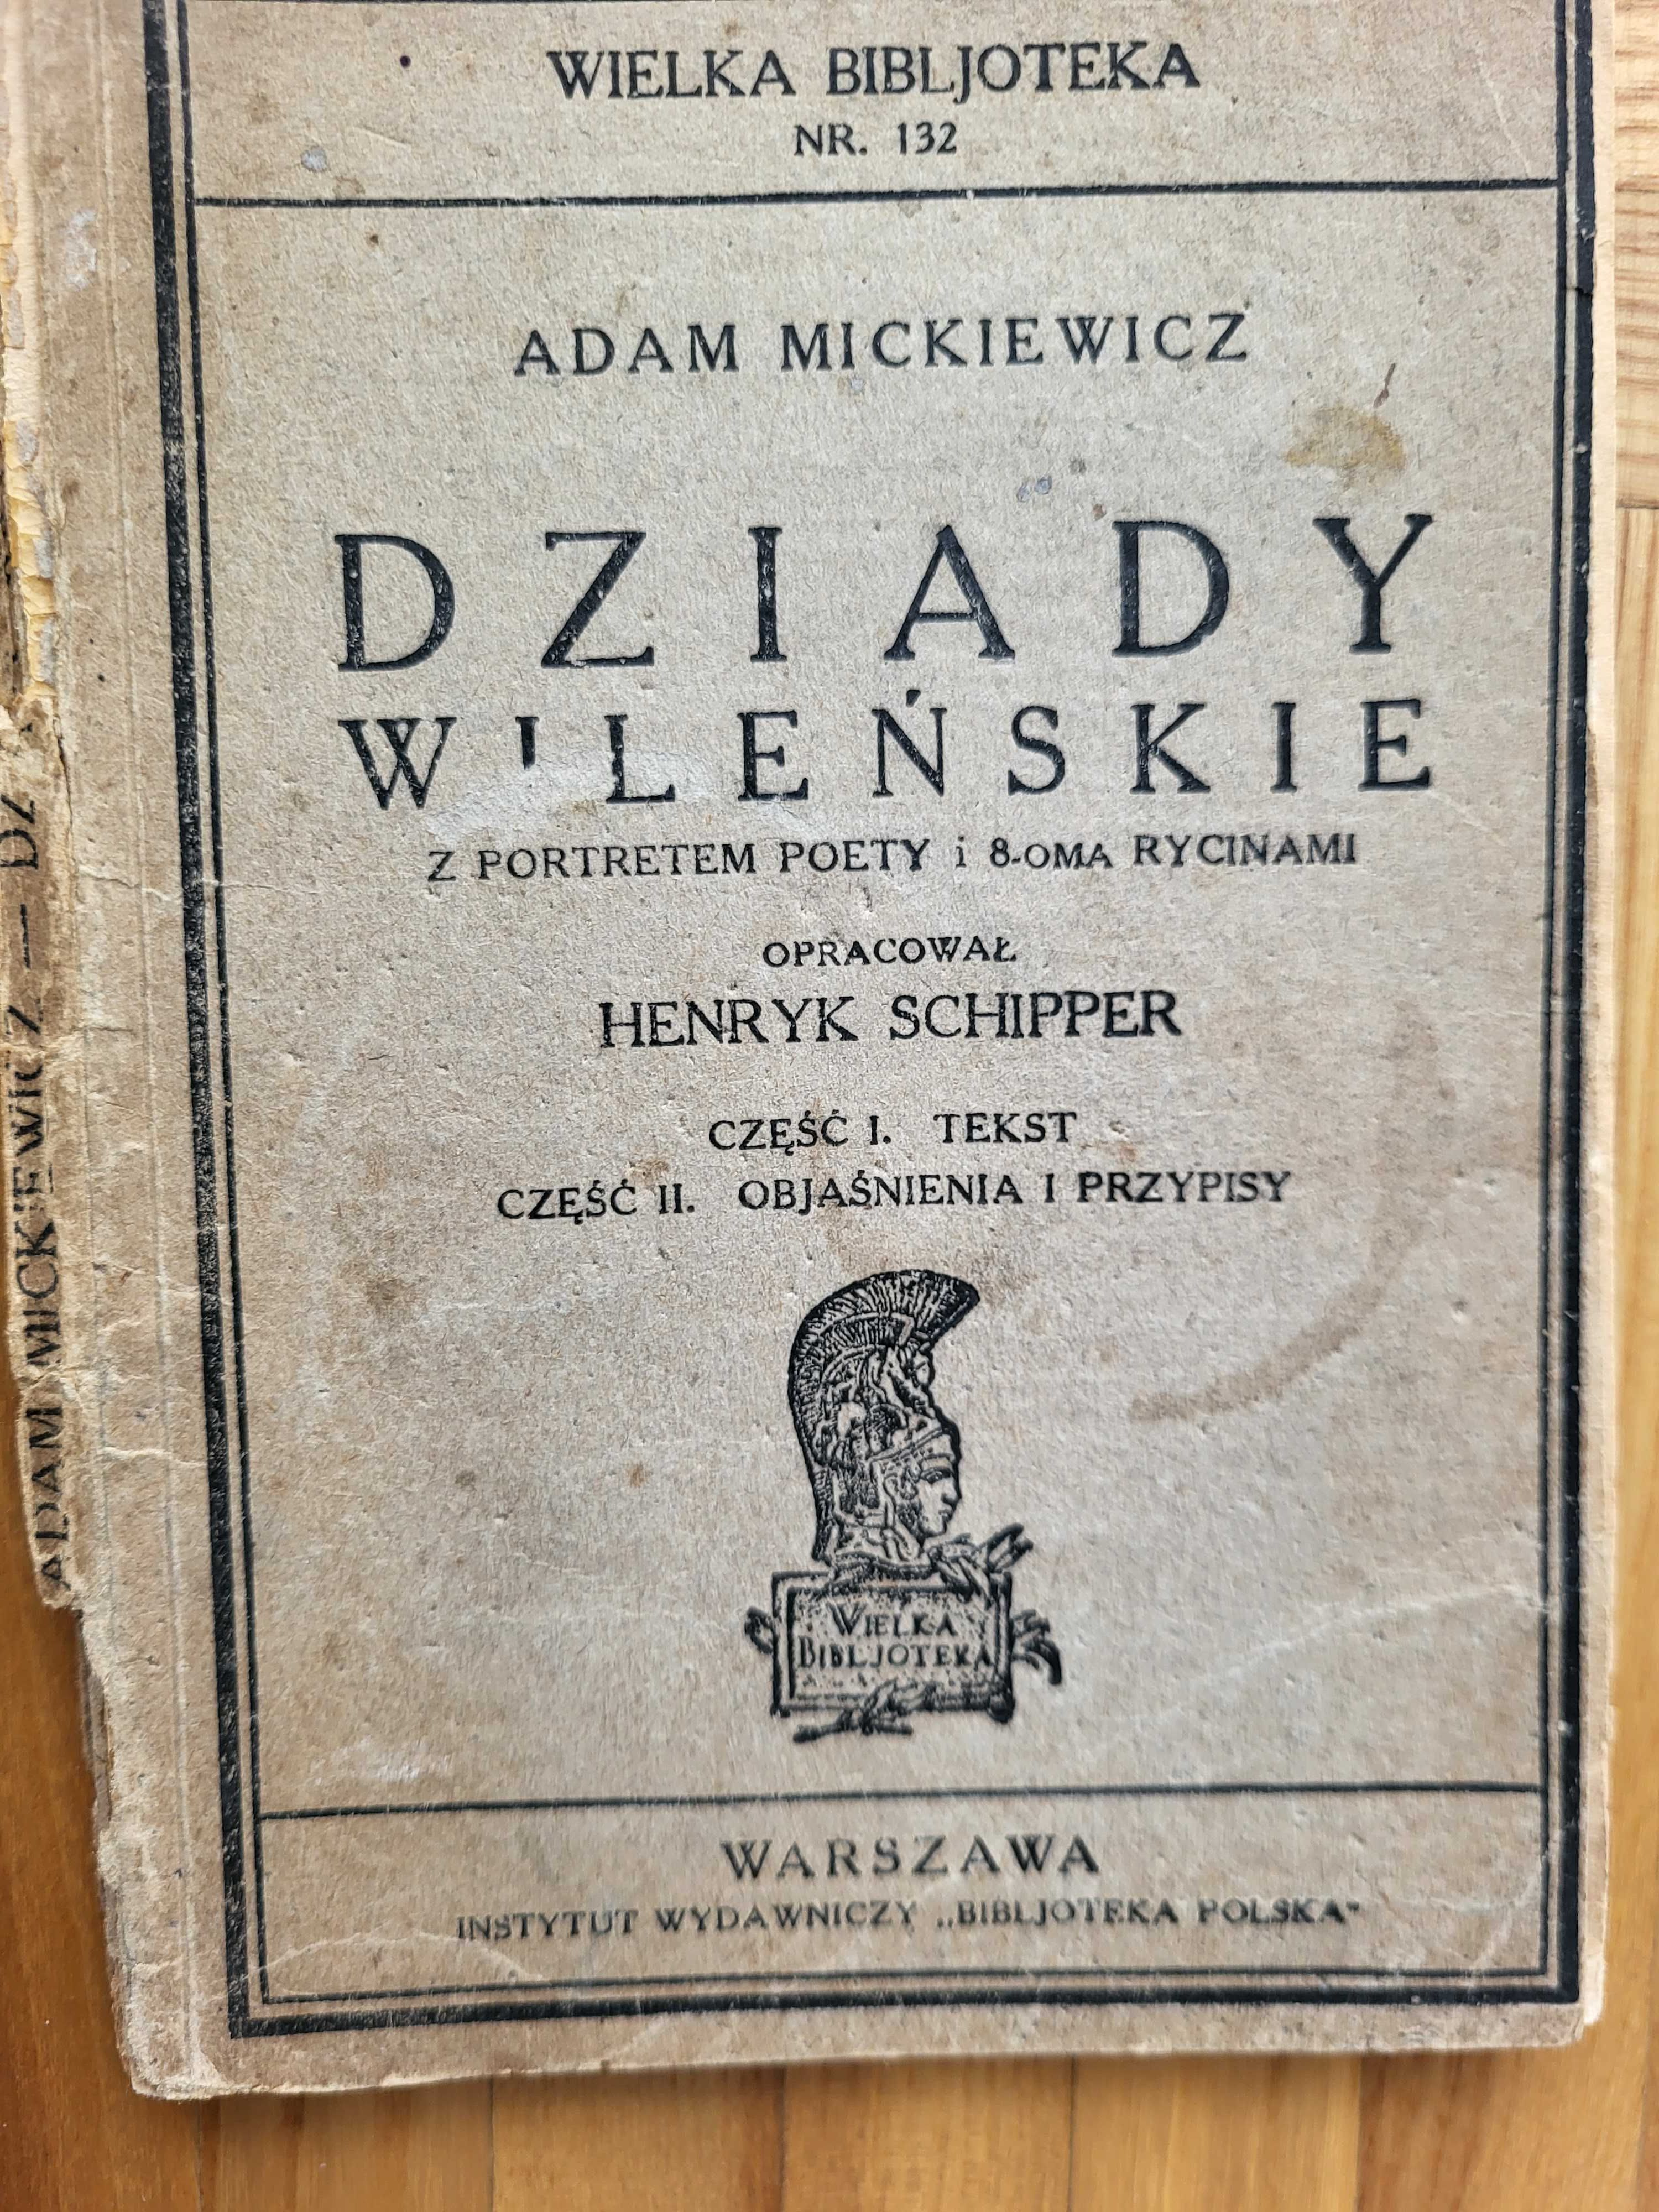 WIELKA BIBLJOTEKA
NR. 132
ADAM MICKIEWICZ
DZIADY
WILEŃSKIE
Z PORTRETEM POETY i 8-OMA RYCINAMI
OPRACOWAŁ
HENRYK SCHIPPER
CZĘŚĆ I. TEKST
CZĘŚĆ II. OBJAŚNIENIA I PRZYPISY
WIELKA
BIBLJOTEKA
WARSZAWA
INSTYTUT WYDAWNICZY „BIBLJOTEKA POLSKA"
ADAM MICKIEWICZ —